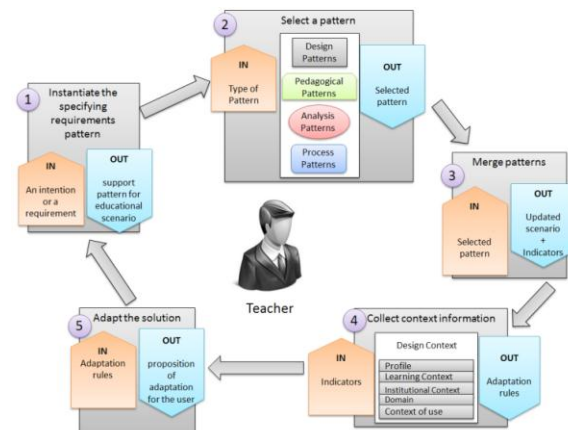 1
Instantiate the
specifying
requirements
pattern
IN
An intention
or a
requirement
OUT
support
pattern for
educational
scenario
2
Select a pattern
IN
Type of
Pattern
Design
Patterns
Pedagogical
Patterns
Analysis
Patterns
Process
Patterns
OUT
Selected
pattern
Merge patterns
3
IN
Selected
pattern
OUT
Updated
scenario
+
Indicators
Teacher
4
Collect context information
IN
Indicators
Design Context
Profile
Learning Context
Institutional Context
Domain
Context of use
OUT
Adaptation
rules
5
Adapt the solution
IN
Adaptation
rules
OUT
proposition
of
adaptation
for the user